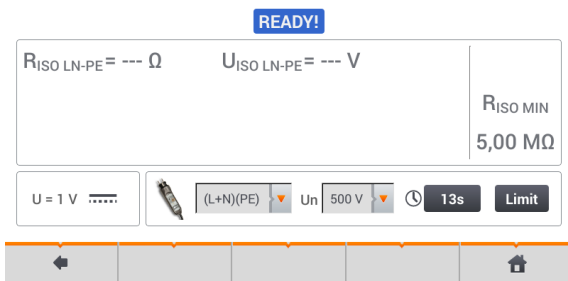 READY!
RISO LN-PE= --- Ω UISO LN-PE= --- V
RISO MIN
5,00 MΩ
U = 1 V (L+N)(PE) Un 500 V 13s Limit